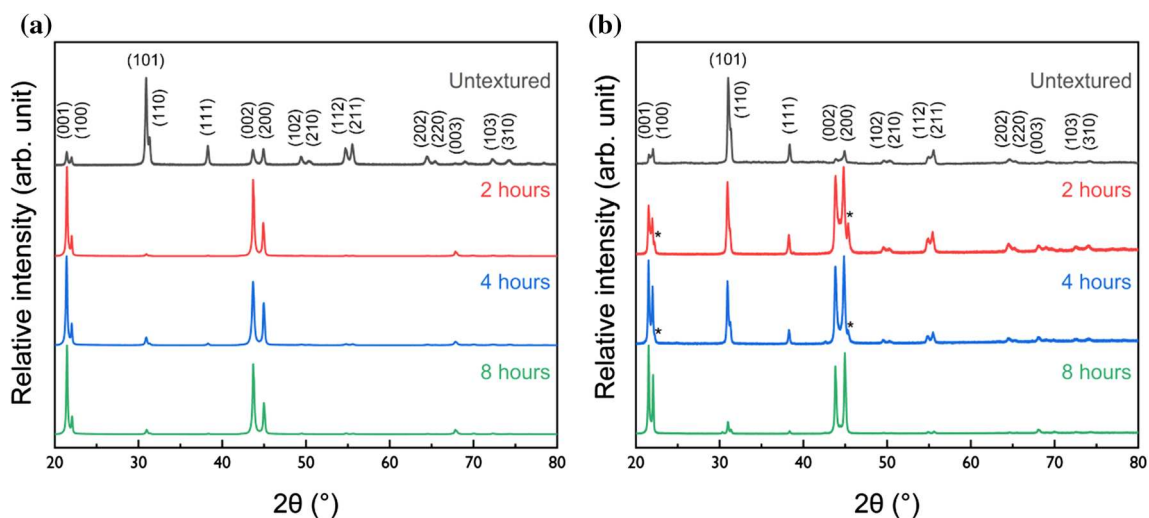 (a)
Relative intensity (arb. unit)
(001)
(100)
(101)
(110)
(111)
(002)
(200)
(102)
(210)
(112)
(211)
(202)
(220)
(003)
(103)
(310)
Untextured
2 hours
4 hours
8 hours
20 30 40 50 60 70 80
2θ (°)
(b)
Relative intensity (arb. unit)
(001)
(100)
(101)
(110)
(111)
(002)
(200)
(102)
(210)
(112)
(211)
(202)
(220)
(003)
(103)
(310)
Untextured
2 hours
*
*
4 hours
*
*
8 hours
20 30 40 50 60 70 80
2θ (°)